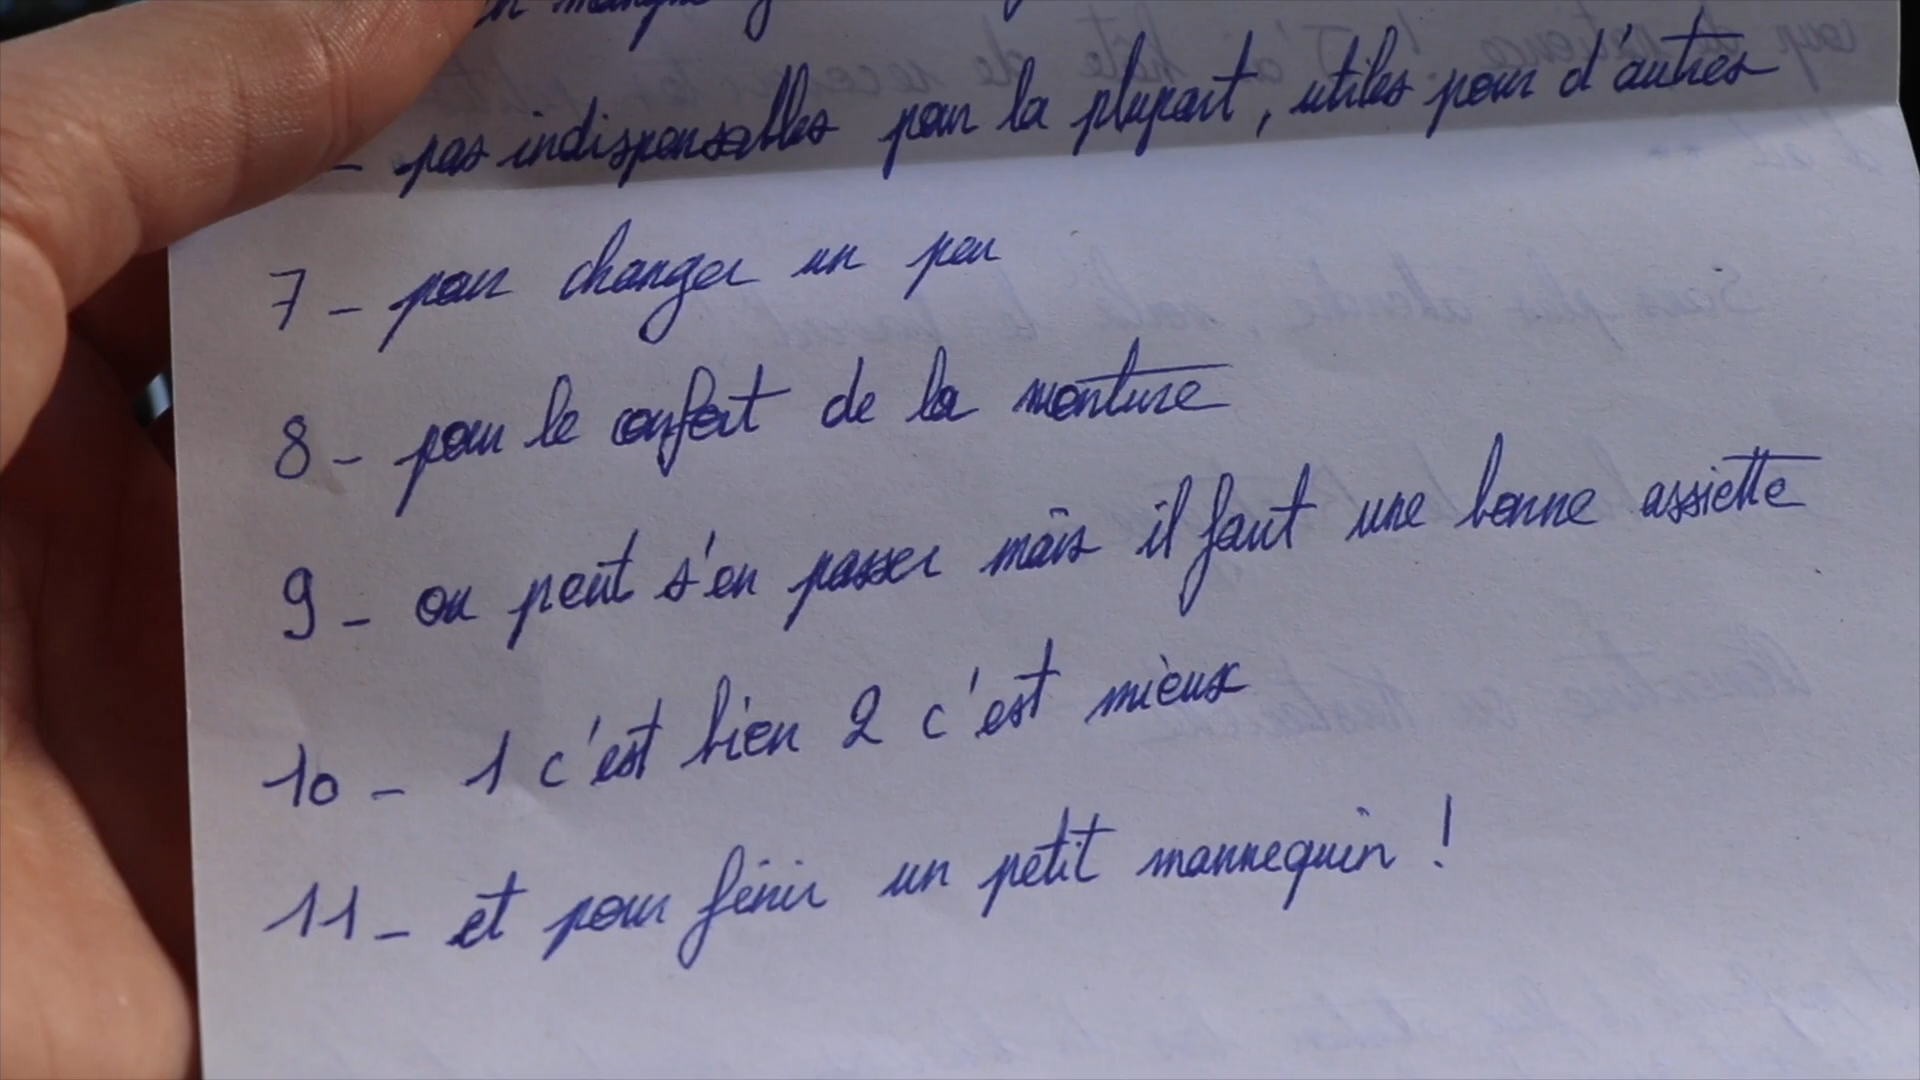 - pas indispensables pour la plupart, utiles pour d'autres
7 - pour changer un peu
8 - pour le confort de la monture
9 - on peut s'en passer mais il faut une bonne assiette
10 - 1 c'est bien 2 c'est mieux
11 - et pour finir un petit mannequin !